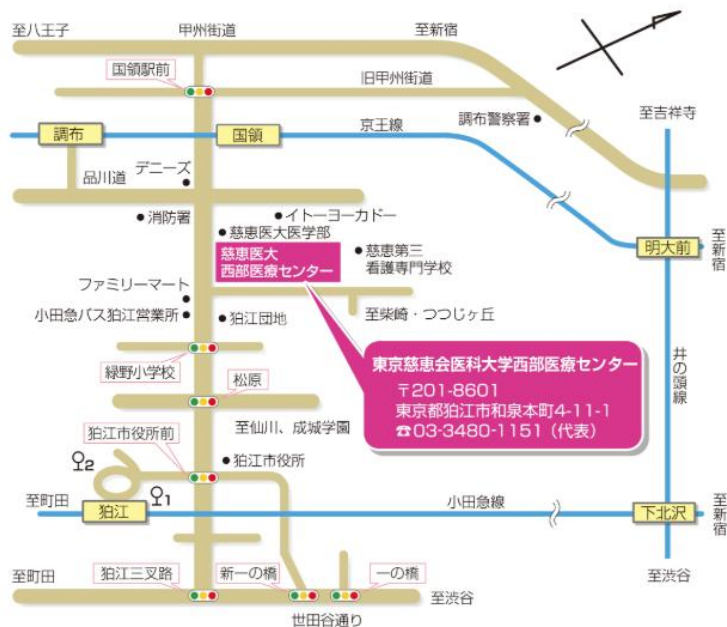 至八王子
甲州街道
至新宿
国領駅前
旧甲州街道
至吉祥寺
調布警察署
京王線
調布
国領
デニーズ
品川道
消防署
イトーヨーカドー
慈恵医大医学部
慈恵第三
看護専門学校
慈恵医大
西部医療センター
明大前
至新宿
ファミリーマート
小田急バス狛江営業所
狛江団地
至柴崎・つつじヶ丘
井の頭線
緑野小学校
東京慈恵会医科大学西部医療センター
〒201-8601
東京都狛江市和泉本町4-11-1
☎03-3480-1151（代表）
松原
至仙川、成城学園
狛江市役所前
狛江市役所
2
1
至町田
狛江
小田急線
下北沢
至新宿
至町田
狛江三叉路
新一の橋
一の橋
至渋谷
至渋谷
世田谷通り